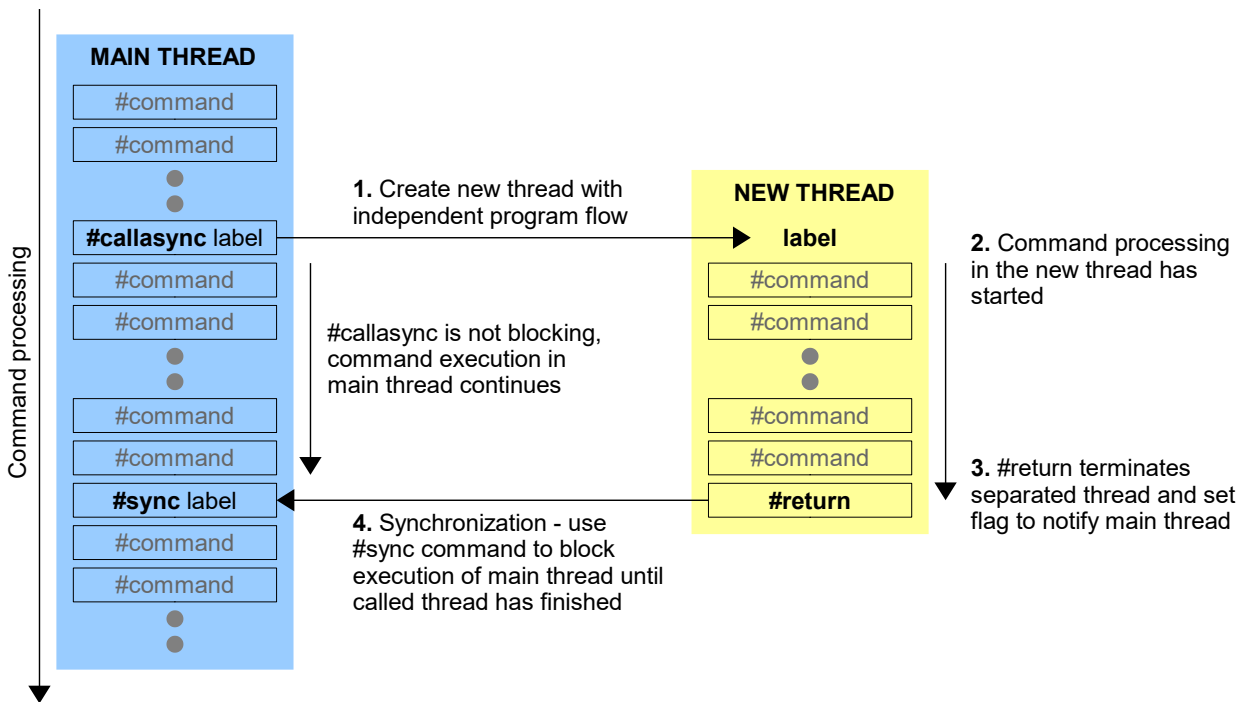 Command processing
MAIN THREAD
#command
#command
#callasync label
#command
#command
#command
#command
#sync label
#command
#command
1. Create new thread with
independent program flow
#callasync is not blocking,
command execution in
main thread continues
4. Synchronization - use
#sync command to block
execution of main thread until
called thread has finished
NEW THREAD
label
#command
#command
#command
#command
#return
2. Command processing
in the new thread has
started
3. #return terminates
separated thread and set
flag to notify main thread